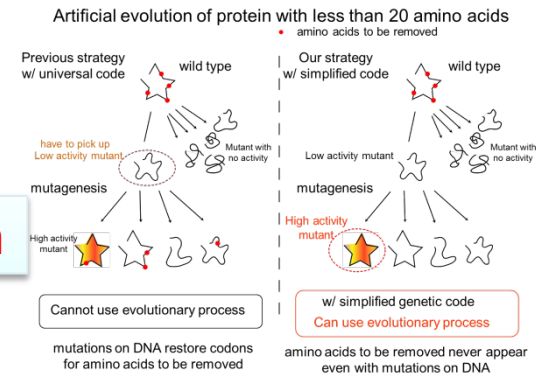 Artificial evolution of protein with less than 20 amino acids
amino acids to be removed
Previous strategy
w/ universal code
wild type
have to pick up
Low activity mutant
Mutant with
no activity
mutagenesis
High activity
mutant
Cannot use evolutionary process
mutations on DNA restore codons
for amino acids to be removed
Our strategy
w/ simplified code
wild type
Low activity mutant
Mutant with
no activity
mutagenesis
High activity
mutant
w/ simplified genetic code
Can use evolutionary process
amino acids to be removed never appear
even with mutations on DNA